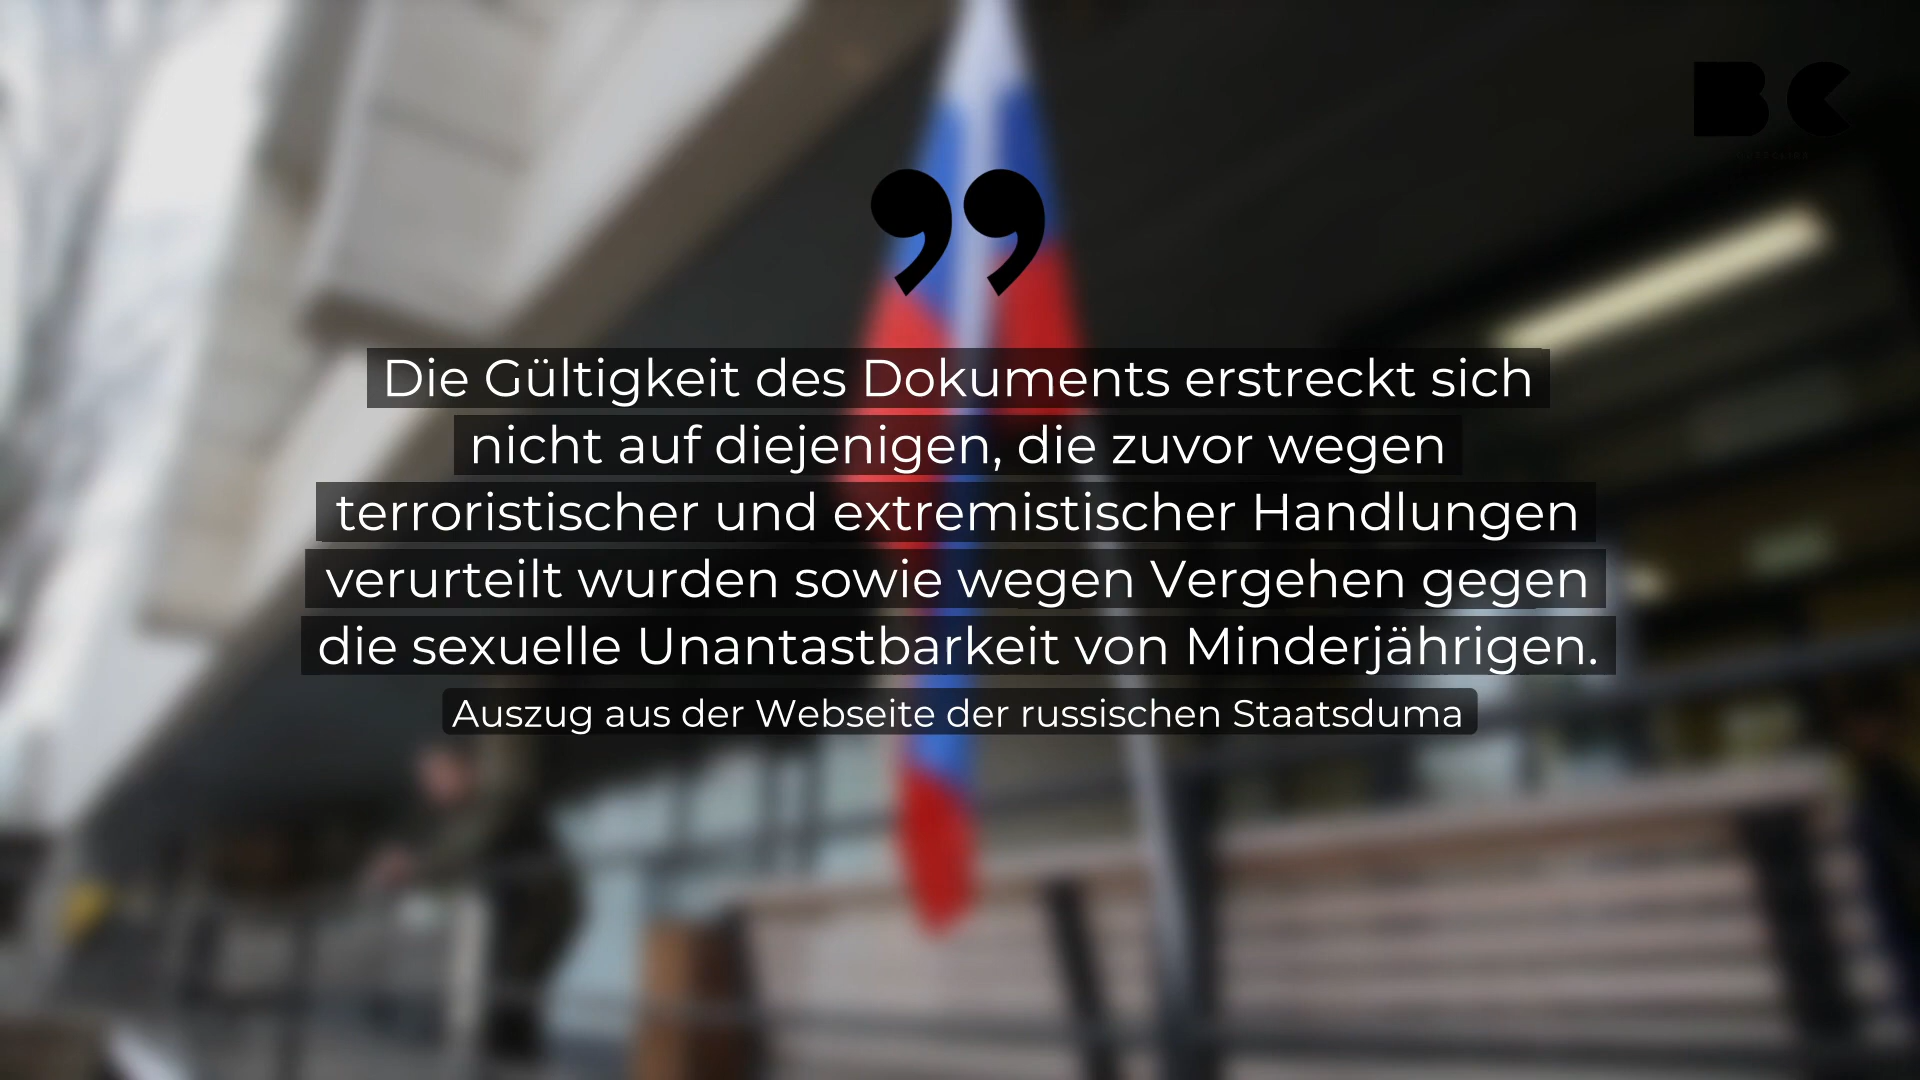 BC
”
Die Gültigkeit des Dokuments erstreckt sich
nicht auf diejenigen, die zuvor wegen
terroristischer und extremistischer Handlungen
verurteilt wurden sowie wegen Vergehen gegen
die sexuelle Unantastbarkeit von Minderjährigen.
Auszug aus der Webseite der russischen Staatsduma